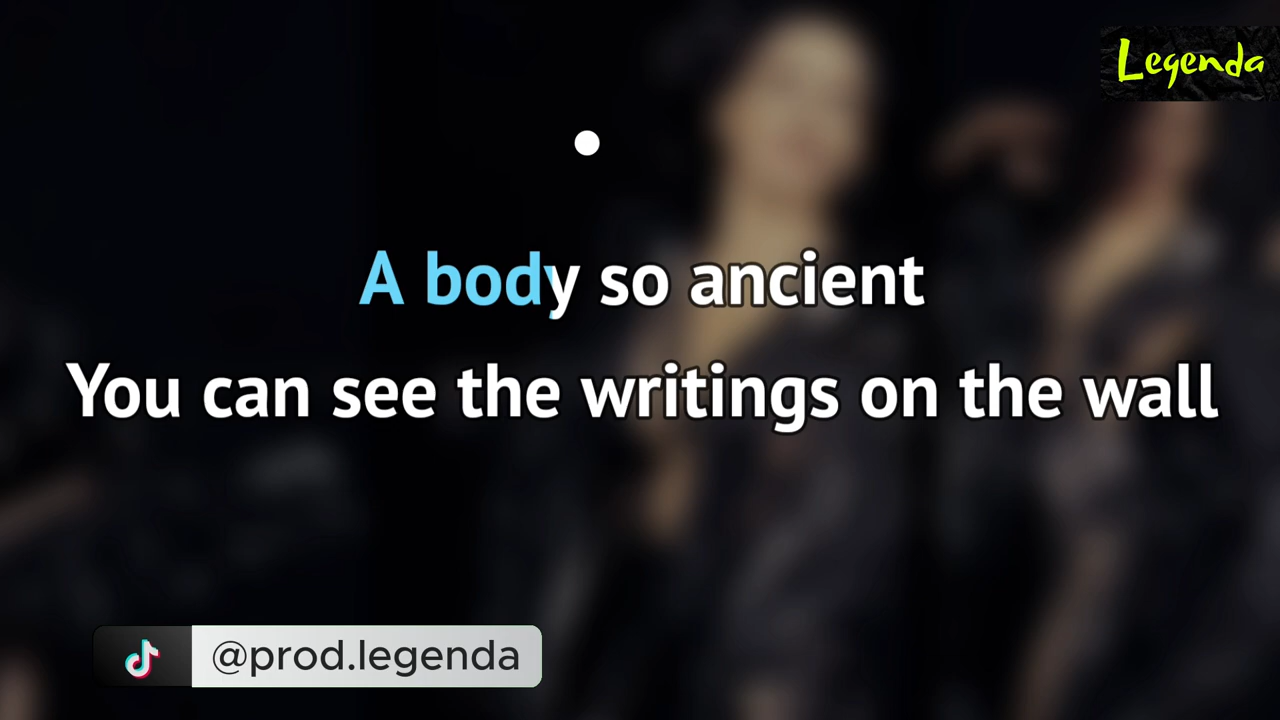 Legenda
A body so ancient
You can see the writings on the wall
@prod.legenda